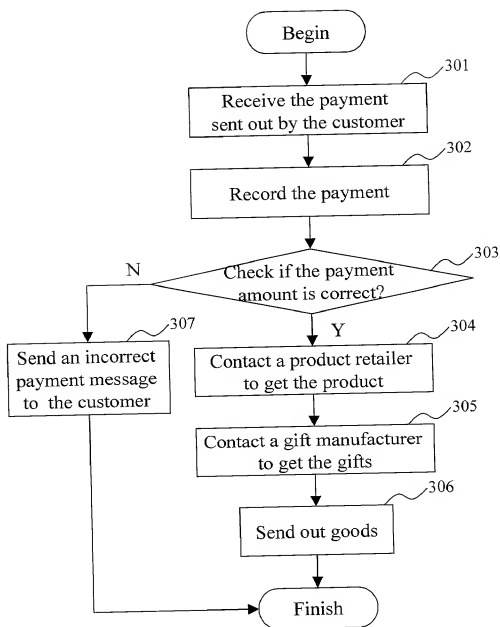 Begin
301
Receive the payment
sent out by the customer
302
Record the payment
303
N
Check if the payment
amount is correct?
307
Y
304
Send an incorrect
payment message
to the customer
Contact a product retailer
to get the product
305
Contact a gift manufacturer
to get the gifts
306
Send out goods
Finish